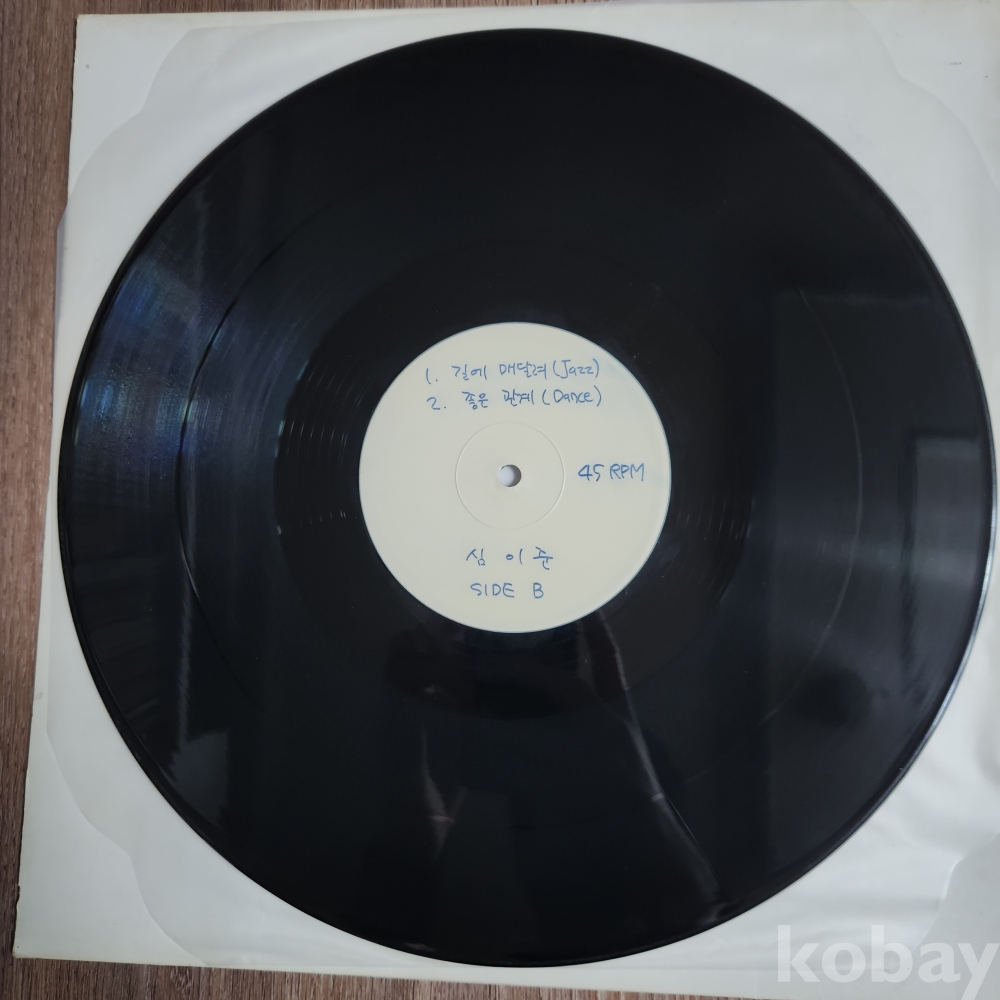 1. 길에 매달려 (Jazz)
2. 좋은 관계 (Dance)
45 RPM
심 이 준
SIDE B
kobay